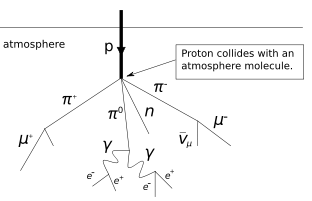 atmosphere
p
Proton collides with an
atmosphere molecule.
π⁺
π⁰
n
π⁻
μ⁺
μ⁻
ν̄μ
γ
γ
e⁻
e⁺
e⁻
e⁺